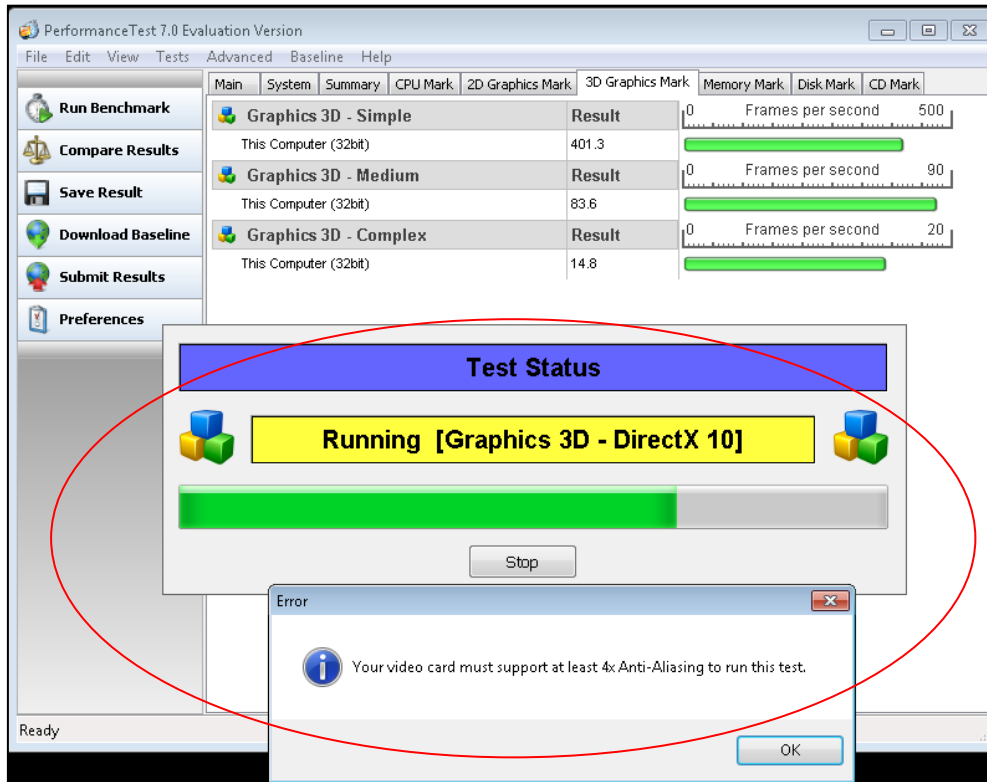 PerformanceTest 7.0 Evaluation Version
File Edit View Tests Advanced Baseline Help
Main System Summary CPU Mark 2D Graphics Mark 3D Graphics Mark Memory Mark Disk Mark CD Mark
Run Benchmark
Compare Results
Save Result
Download Baseline
Submit Results
Preferences
Graphics 3D - Simple Result 0 Frames per second 500
This Computer (32bit) 401.3
Graphics 3D - Medium Result 0 Frames per second 90
This Computer (32bit) 83.6
Graphics 3D - Complex Result 0 Frames per second 20
This Computer (32bit) 14.8
Test Status
Running [Graphics 3D - DirectX 10]
Stop
Error
Your video card must support at least 4x Anti-Aliasing to run this test.
OK
Ready